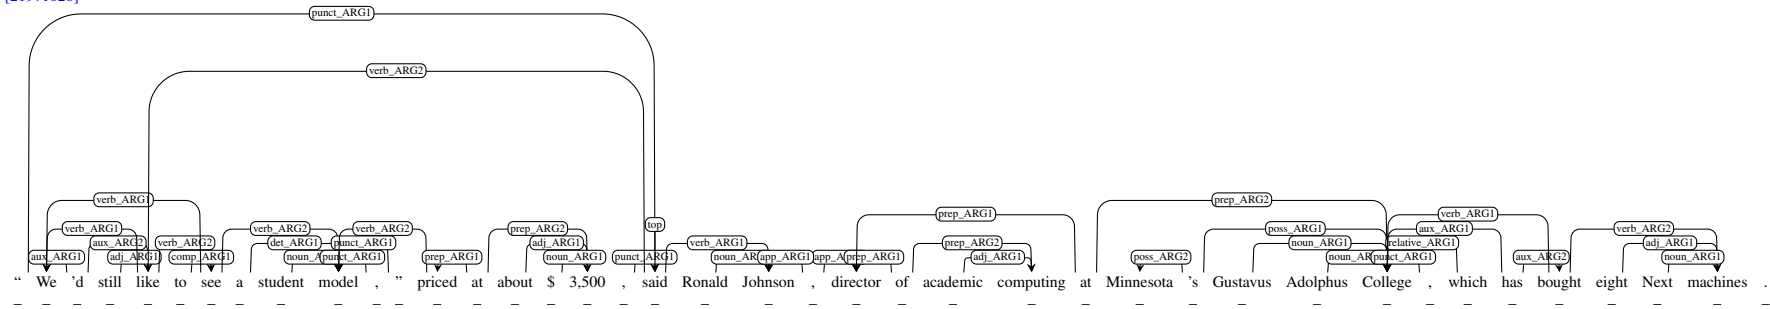 punct_ARG1
verb_ARG2
verb_ARG1 prep_ARG2
verb_ARG1 top prep_ARG1 verb_ARG1
verb_ARG1 verb_ARG2 verb_ARG2 prep_ARG2 poss_ARG1 aux_ARG1 verb_ARG2
aux_ARG2 verb_ARG2 det_ARG1 punct_ARG1 adj_ARG1 verb_ARG1 prep_ARG2 noun_ARG1 relative_ARG1 adj_ARG1
aux_ARG1 adj_ARG1 comp_ARG1 punct_ARG1 prep_ARG1 noun_ARG1 punct_ARG1 app_ARG1 prep_ARG1 adj_ARG1 poss_ARG2 punct_ARG1 aux_ARG2 noun_ARG1
“ We ’d still like to see a student model , ” priced at about $ 3,500 , said Ronald Johnson , director of academic computing at Minnesota ’s Gustavus Adolphus College , which has bought eight Next machines .